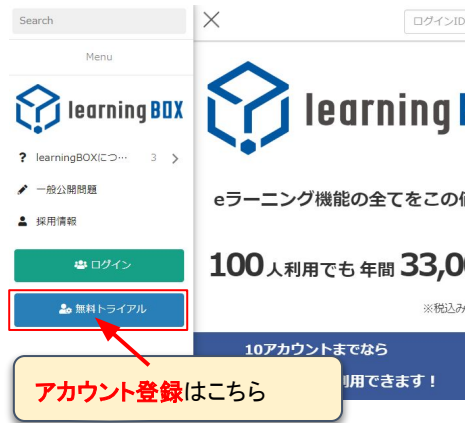 Search
Menu
learningBOX
learningBOXにつ… 3
一般公開問題
採用情報
ログイン
無料トライアル
アカウント登録はこちら
ログインID
learning
eラーニング機能の全てをこの
100人利用でも 年間 33,0
※税込み
10アカウントまでなら
用できます！